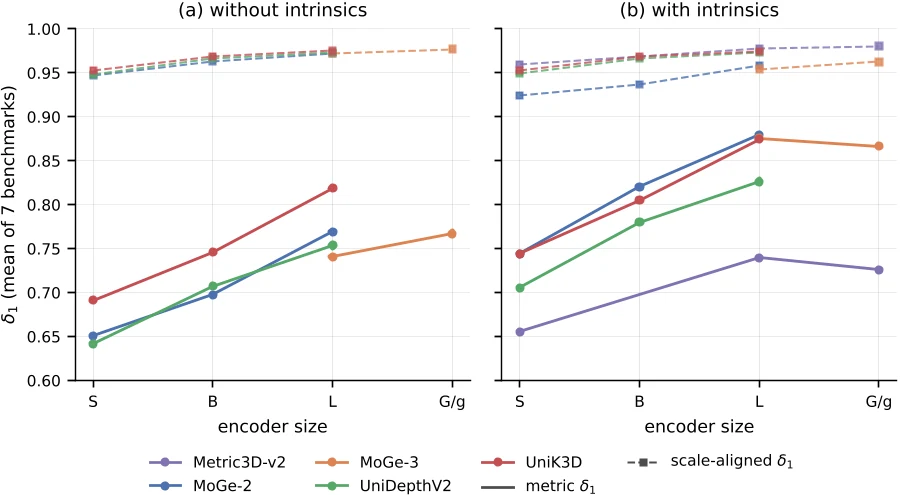 (a) without intrinsics
(b) with intrinsics
δ1 (mean of 7 benchmarks)
1.00
0.95
0.90
0.85
0.80
0.75
0.70
0.65
0.60
S B L G/g
S B L G/g
encoder size
encoder size
Metric3D-v2 MoGe-3 UniK3D scale-aligned δ1
MoGe-2 UniDepthV2 metric δ1